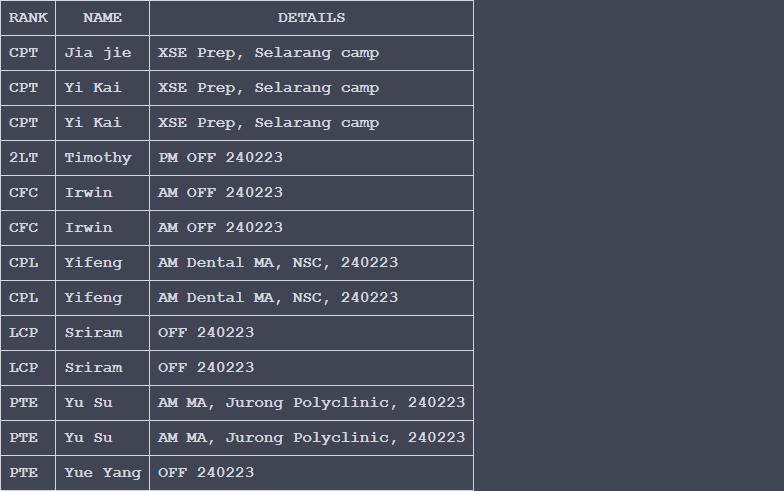 RANK NAME DETAILS
CPT Jia jie XSE Prep, Selarang camp
CPT Yi Kai XSE Prep, Selarang camp
CPT Yi Kai XSE Prep, Selarang camp
2LT Timothy PM OFF 240223
CFC Irwin AM OFF 240223
CFC Irwin AM OFF 240223
CPL Yifeng AM Dental MA, NSC, 240223
CPL Yifeng AM Dental MA, NSC, 240223
LCP Sriram OFF 240223
LCP Sriram OFF 240223
PTE Yu Su AM MA, Jurong Polyclinic, 240223
PTE Yu Su AM MA, Jurong Polyclinic, 240223
PTE Yue Yang OFF 240223